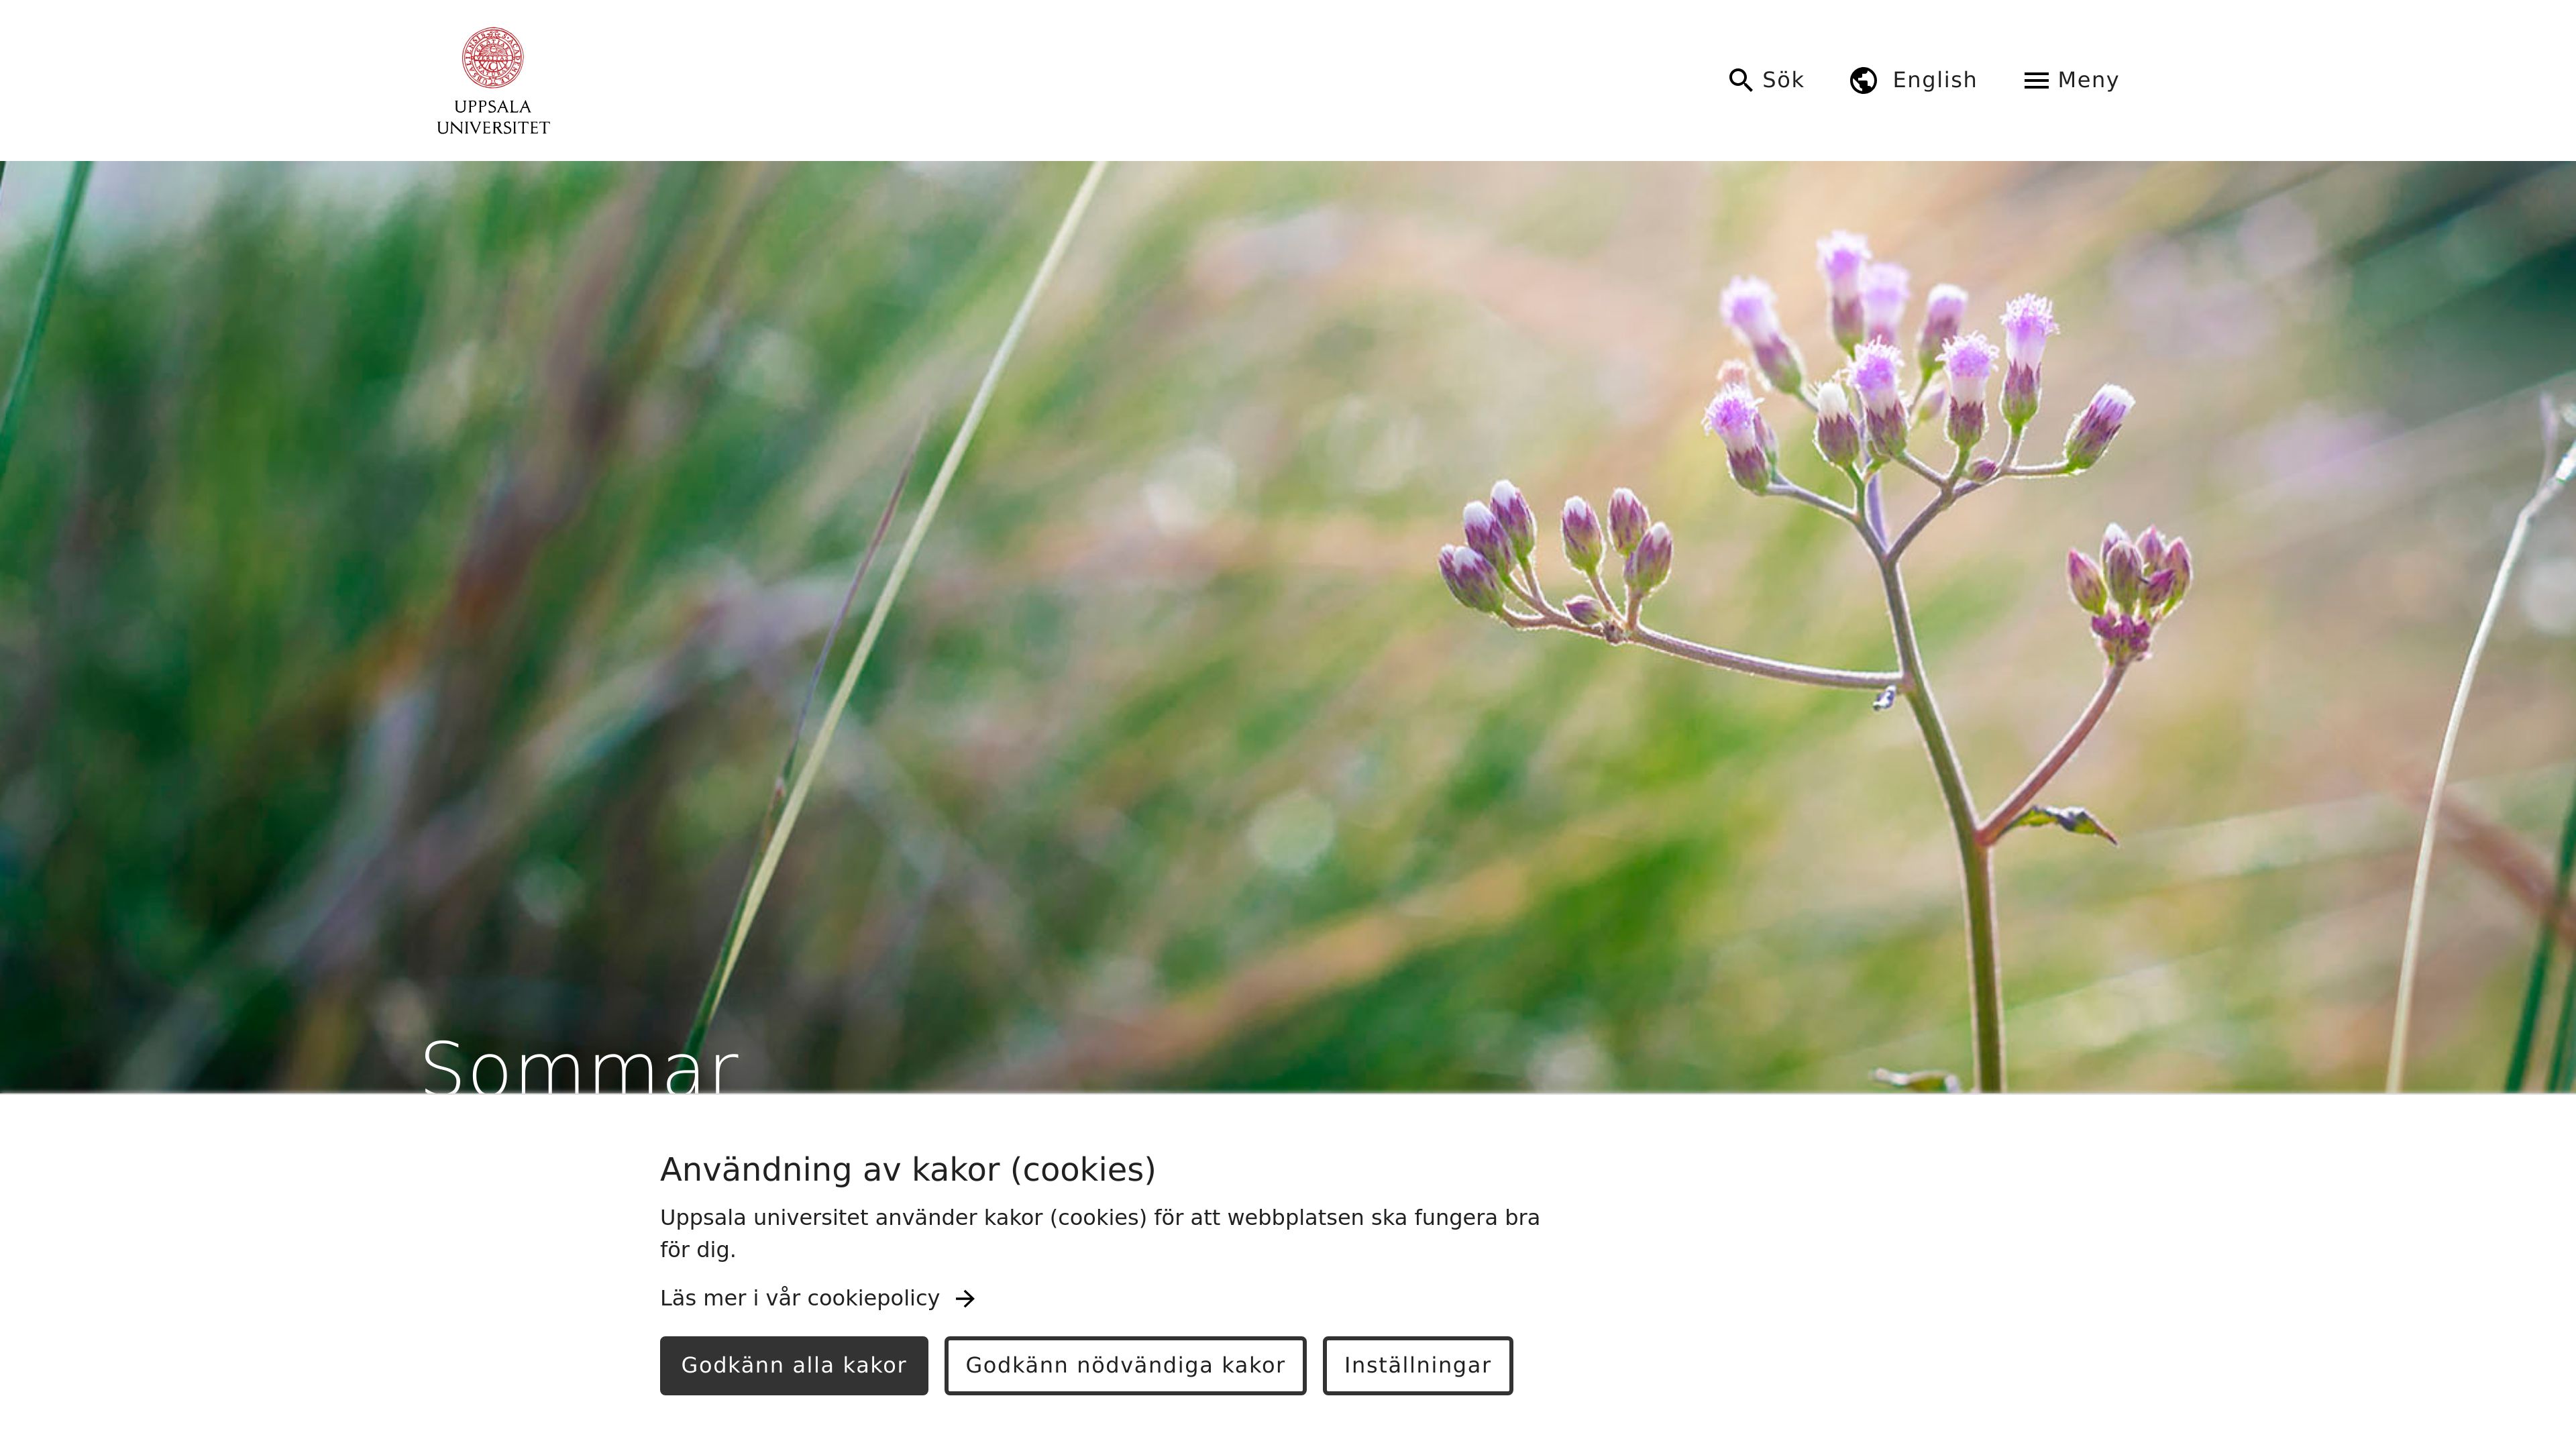 UPPSALA
UNIVERSITET
Sök
English
Meny
Sommar
Användning av kakor (cookies)
Uppsala universitet använder kakor (cookies) för att webbplatsen ska fungera bra
för dig.
Läs mer i vår cookiepolicy
Godkänn alla kakor
Godkänn nödvändiga kakor
Inställningar